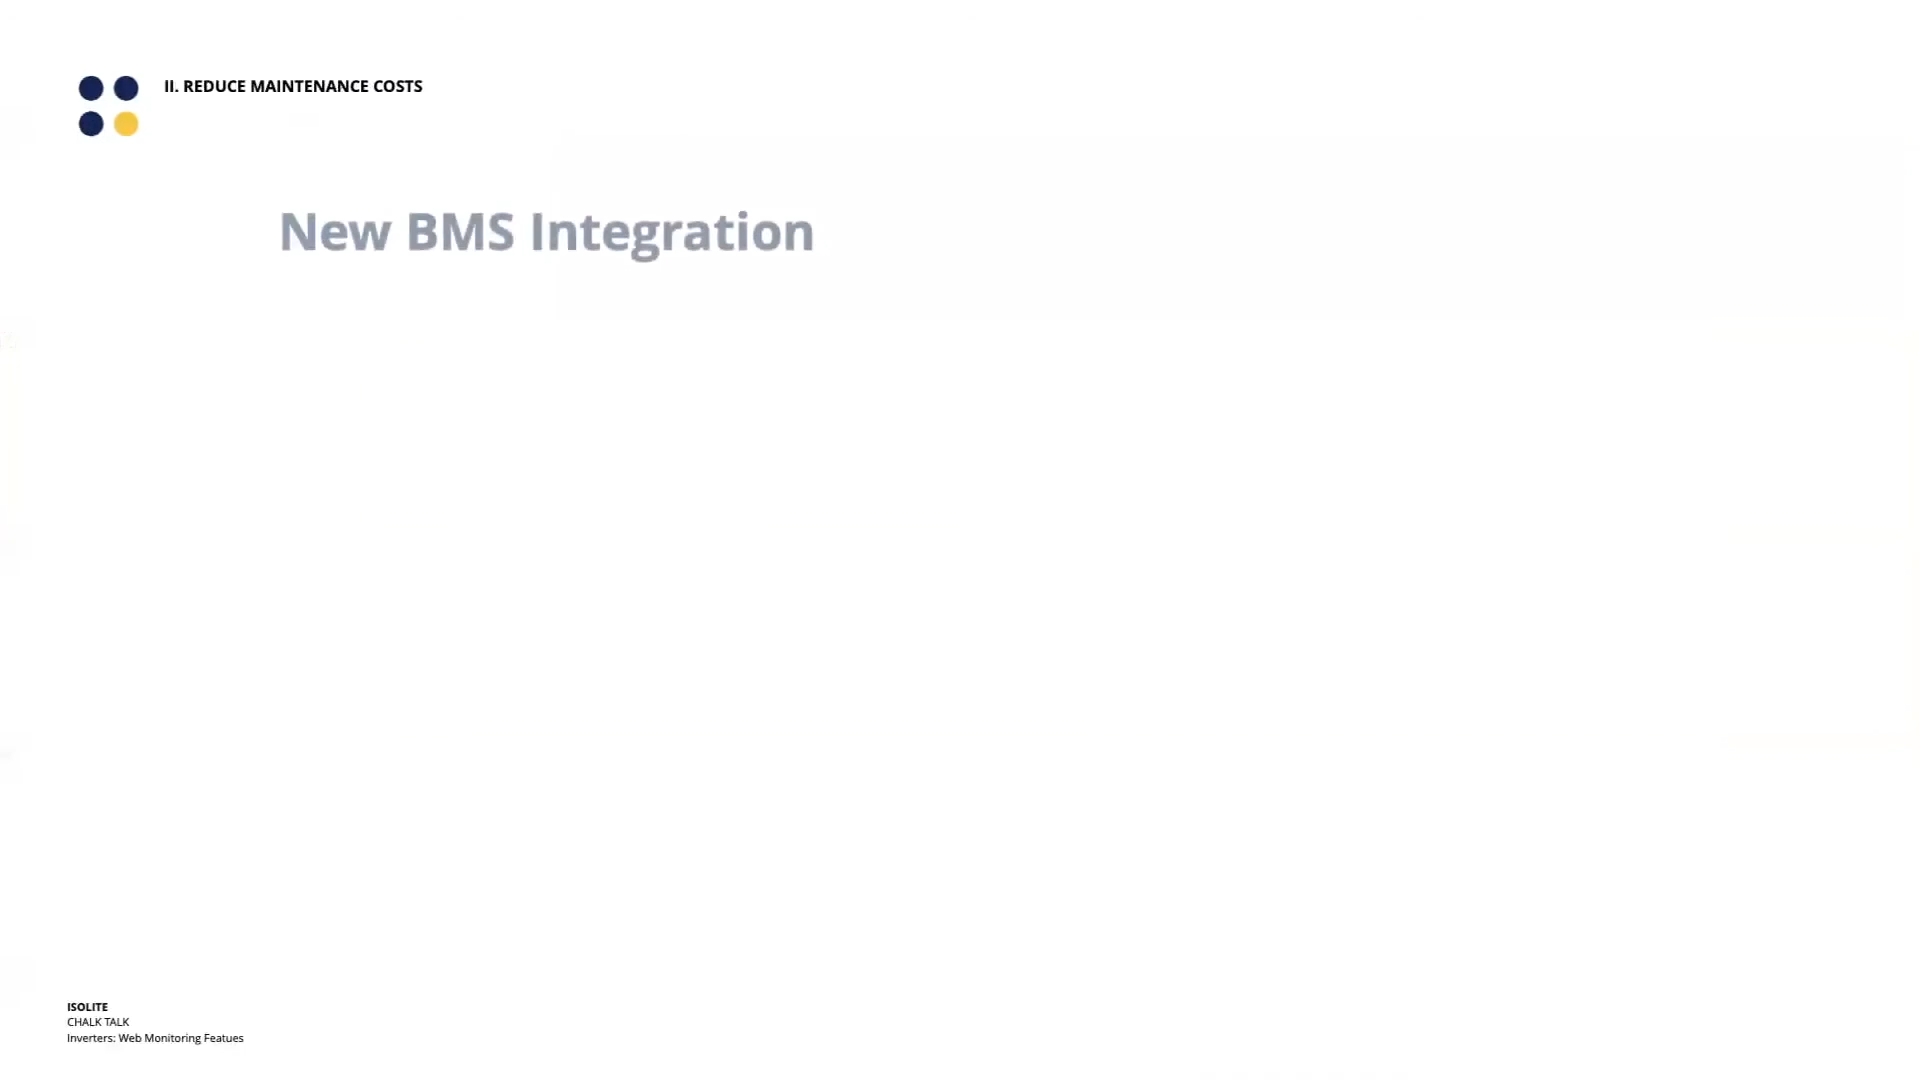 II. REDUCE MAINTENANCE COSTS
New BMS Integration
ISOLITE
CHALK TALK
Inverters: Web Monitoring Featues